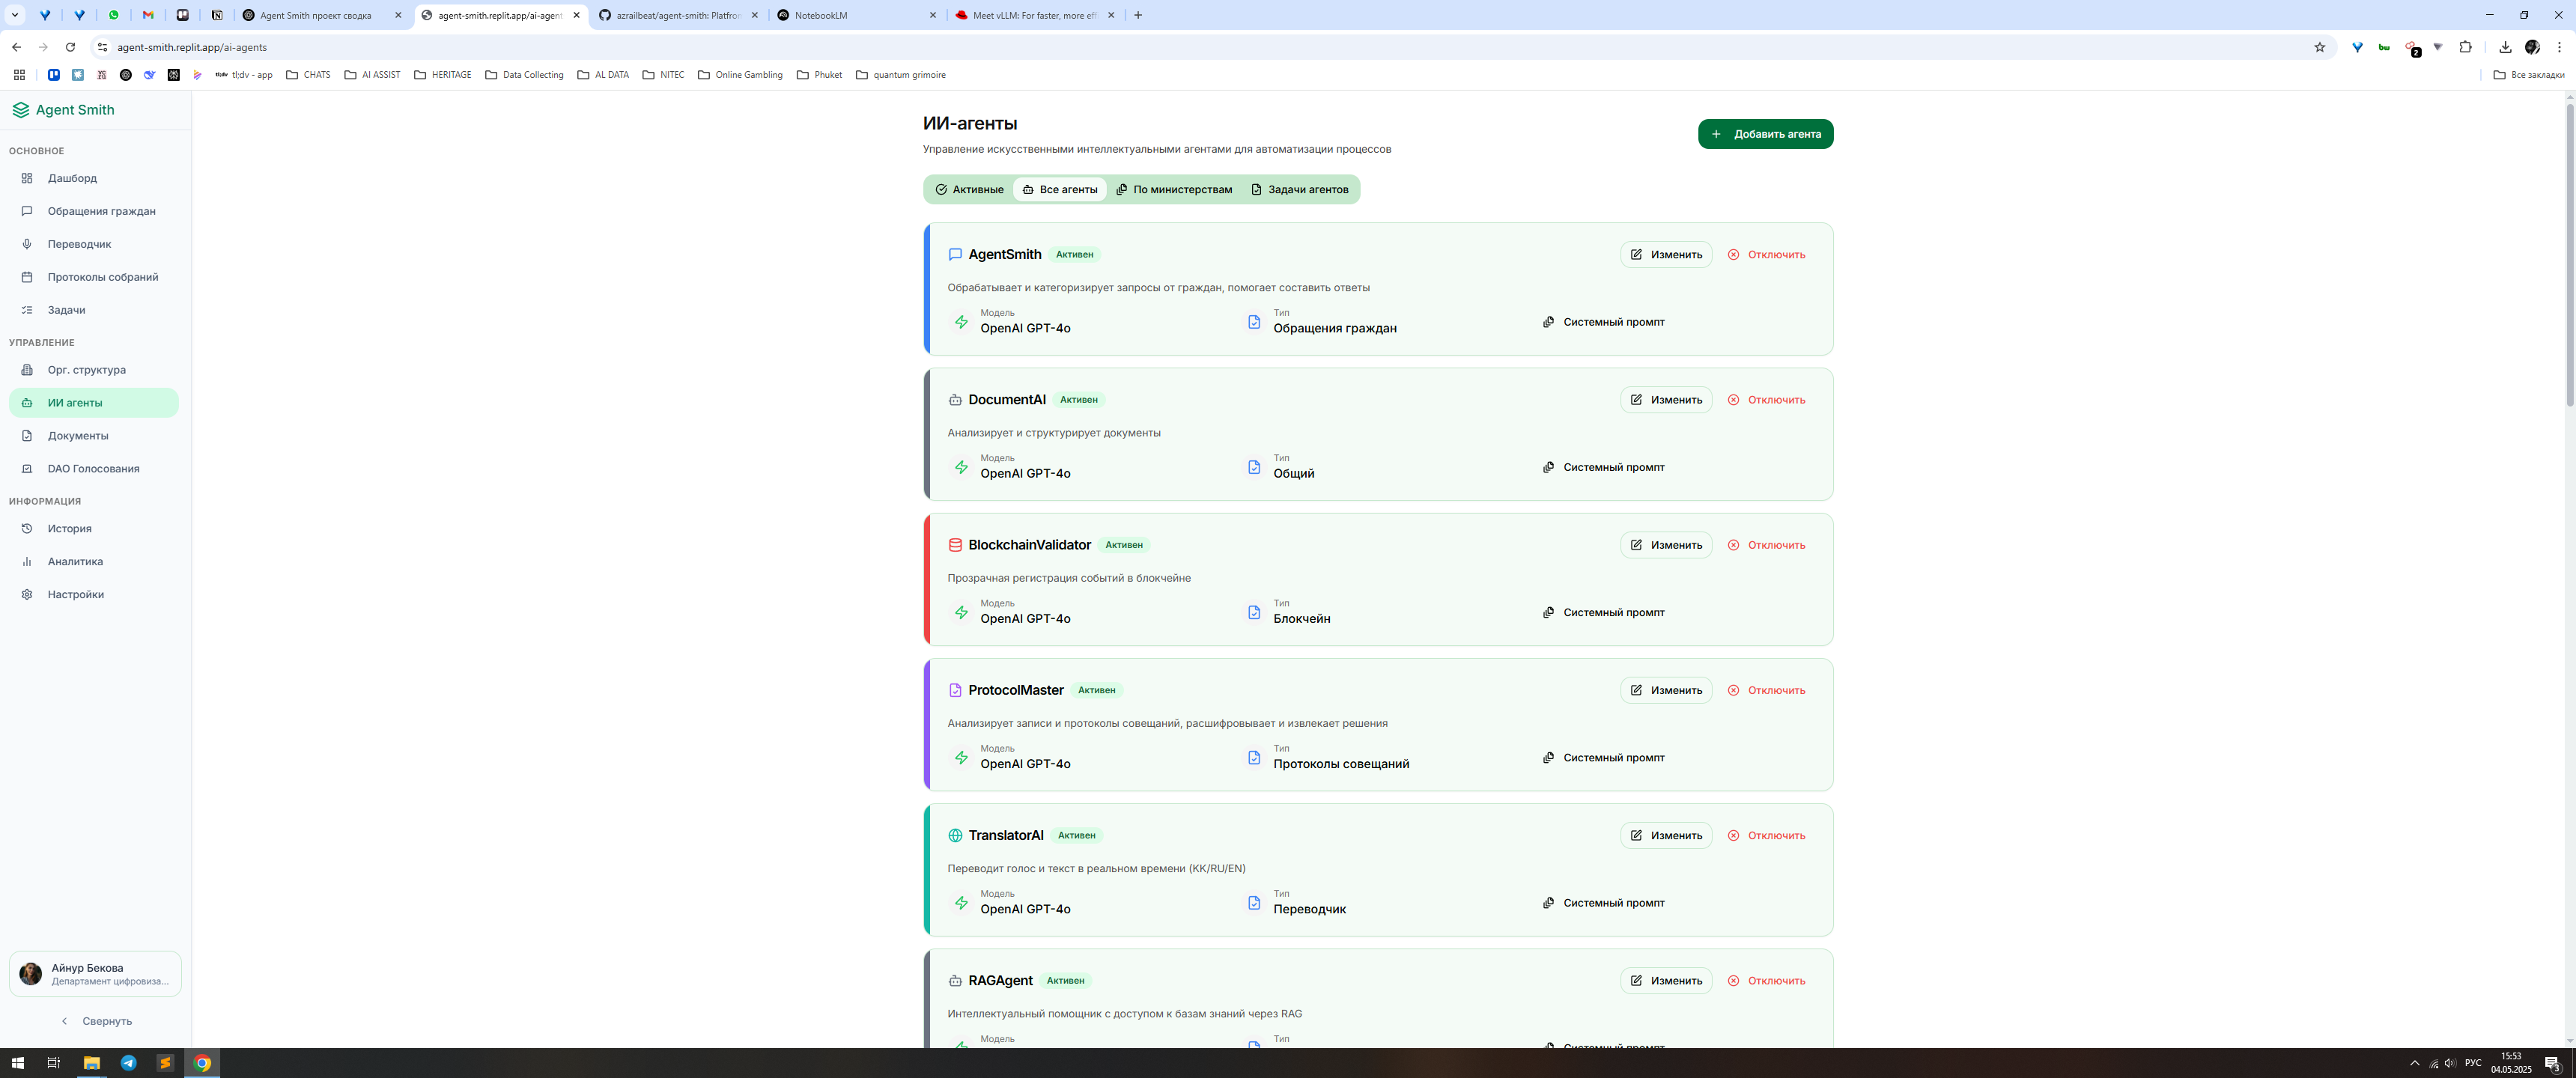 Agent Smith проект сводка
agent-smith.replit.app/ai-agent
azrailbeat/agent-smith: Platfro
NotebookLM
Meet vLLM: For faster, more ef
agent-smith.replit.app/ai-agents
2
tl;dv tl;dv - app
CHATS
AI ASSIST
HERITAGE
Data Collecting
AL DATA
NITEC
Online Gambling
Phuket
quantum grimoire
Все закладки
Agent Smith
ОСНОВНОЕ
Дашборд
Обращения граждан
Переводчик
Протоколы собраний
Задачи
УПРАВЛЕНИЕ
Орг. структура
ИИ агенты
Документы
DAO Голосования
ИНФОРМАЦИЯ
История
Аналитика
Настройки
Айнур Бекова
Департамент цифровиза...
Свернуть
ИИ-агенты
Управление искусственными интеллектуальными агентами для автоматизации процессов
Добавить агента
Активные
Все агенты
По министерствам
Задачи агентов
AgentSmith Активен
Изменить
Отключить
Обрабатывает и категоризирует запросы от граждан, помогает составить ответы
Модель
OpenAI GPT-4o
Тип
Обращения граждан
Системный промпт
DocumentAI Активен
Изменить
Отключить
Анализирует и структурирует документы
Модель
OpenAI GPT-4o
Тип
Общий
Системный промпт
BlockchainValidator Активен
Изменить
Отключить
Прозрачная регистрация событий в блокчейне
Модель
OpenAI GPT-4o
Тип
Блокчейн
Системный промпт
ProtocolMaster Активен
Изменить
Отключить
Анализирует записи и протоколы совещаний, расшифровывает и извлекает решения
Модель
OpenAI GPT-4o
Тип
Протоколы совещаний
Системный промпт
TranslatorAI Активен
Изменить
Отключить
Переводит голос и текст в реальном времени (KK/RU/EN)
Модель
OpenAI GPT-4o
Тип
Переводчик
Системный промпт
RAGAgent Активен
Изменить
Отключить
Интеллектуальный помощник с доступом к базам знаний через RAG
Модель
Тип
Системный промпт
РУС
15:53
04.05.2025
3